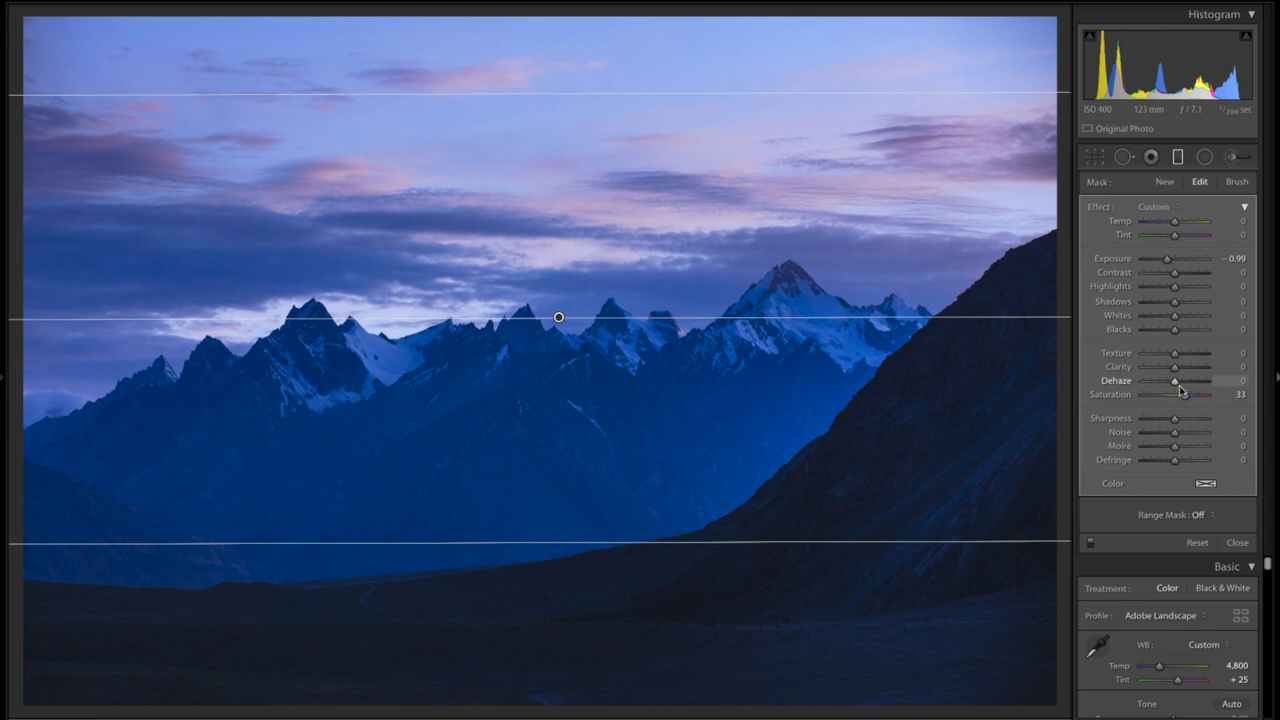 Histogram
ISO 400 123 mm ƒ / 7.1 1/200 sec
Original Photo
Mask : New Edit Brush
Effect : Custom
Temp 0
Tint 0
Exposure – 0.99
Contrast 0
Highlights 0
Shadows 0
Whites 0
Blacks 0
Texture 0
Clarity 0
Dehaze 0
Saturation 33
Sharpness 0
Noise 0
Moiré 0
Defringe 0
Color
Range Mask : Off
Reset Close
Basic
Treatment : Color Black & White
Profile : Adobe Landscape
WB : Custom
Temp 4,800
Tint + 25
Tone Auto